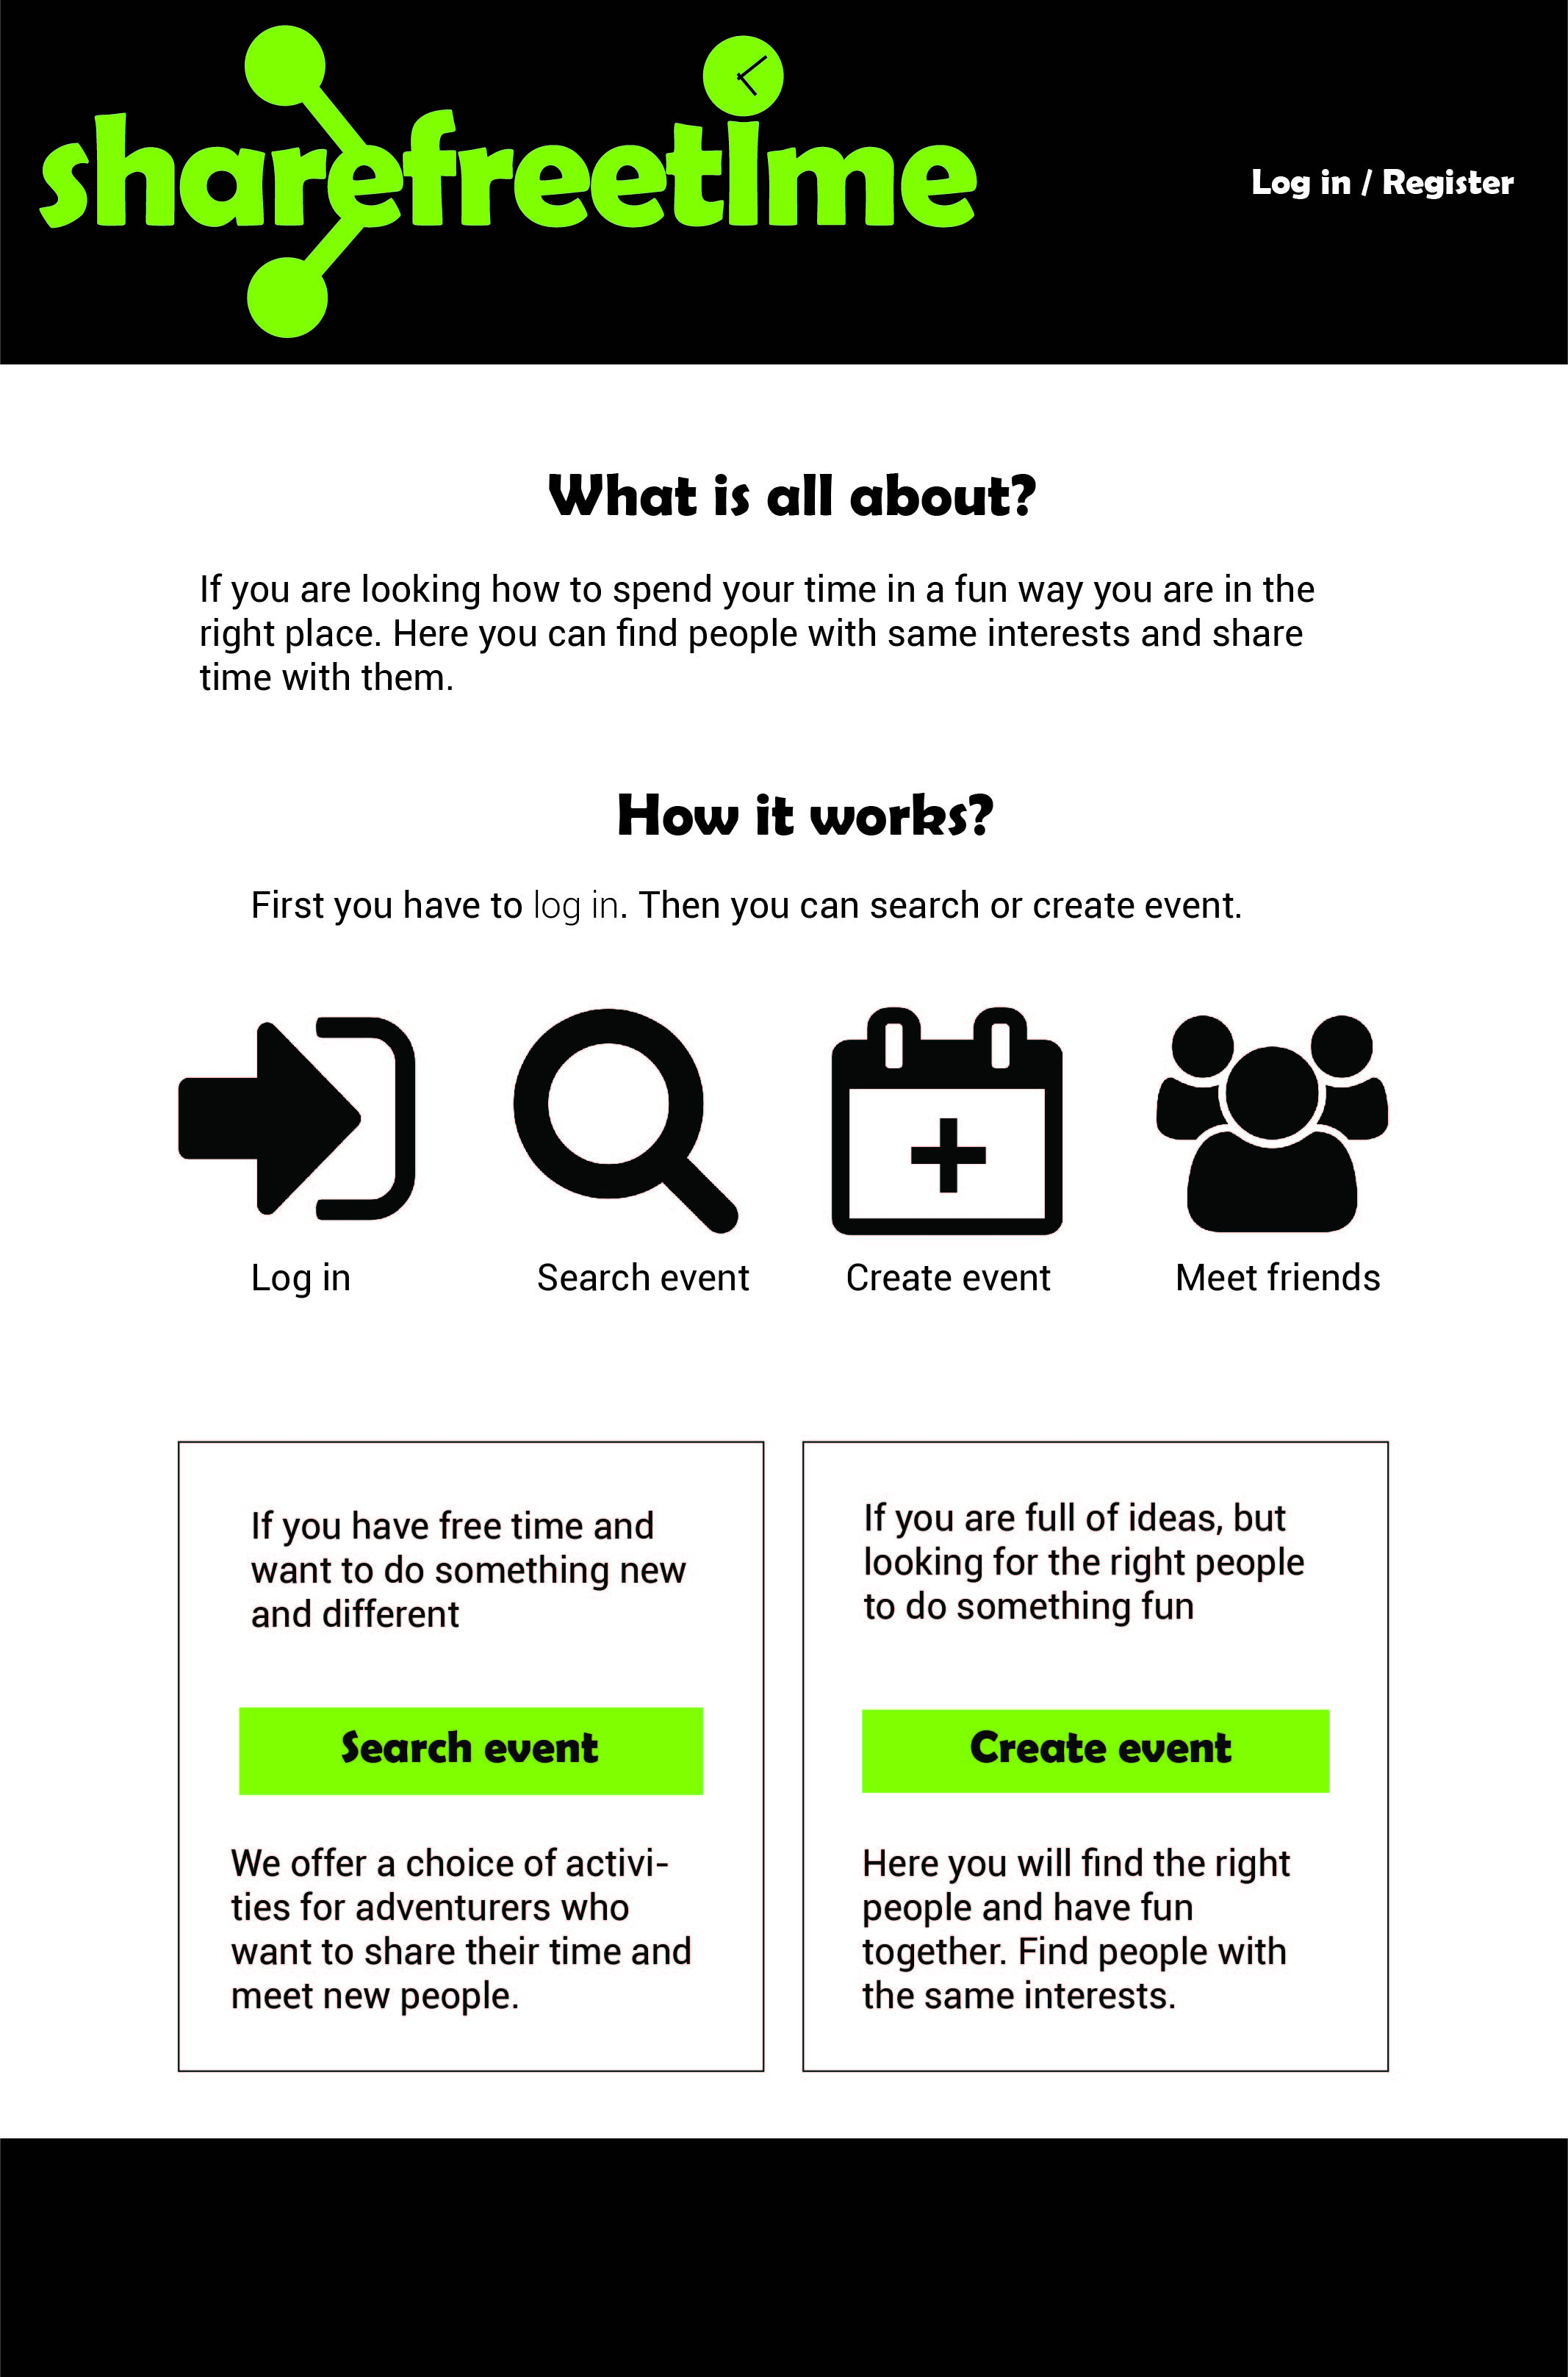 sharefreetime
Log in / Register
What is all about?
If you are looking how to spend your time in a fun way you are in the
right place. Here you can find people with same interests and share
time with them.
How it works?
First you have to log in. Then you can search or create event.
Log in
Search event
Create event
Meet friends
If you have free time and
want to do something new
and different
Search event
We offer a choice of activi-
ties for adventurers who
want to share their time and
meet new people.
If you are full of ideas, but
looking for the right people
to do something fun
Create event
Here you will find the right
people and have fun
together. Find people with
the same interests.